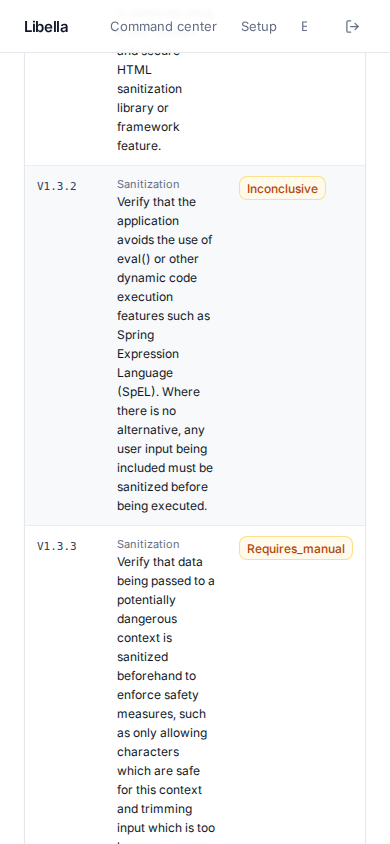 Libella
Command center
Setup
E
and secure
HTML
sanitization
library or
framework
feature.
V1.3.2
Sanitization
Inconclusive
Verify that the
application
avoids the use of
eval() or other
dynamic code
execution
features such as
Spring
Expression
Language
(SpEL). Where
there is no
alternative, any
user input being
included must be
sanitized before
being executed.
V1.3.3
Sanitization
Requires_manual
Verify that data
being passed to a
potentially
dangerous
context is
sanitized
beforehand to
enforce safety
measures, such
as only allowing
characters
which are safe
for this context
and trimming
input which is too